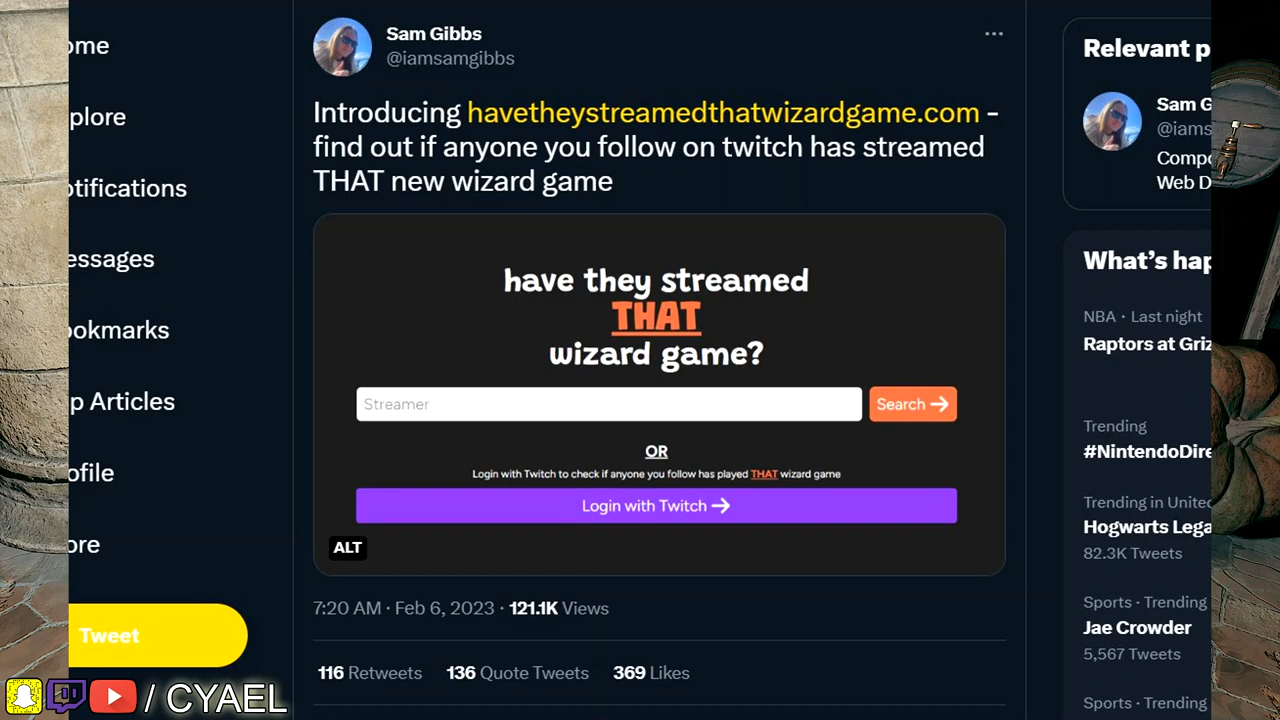 ome
plore
otifications
essages
ookmarks
p Articles
ofile
ore
Tweet
Sam Gibbs
@iamsamgibbs
Introducing havetheystreamedthatwizardgame.com -
find out if anyone you follow on twitch has streamed
THAT new wizard game
have they streamed
THAT
wizard game?
Streamer
Search →
OR
Login with Twitch to check if anyone you follow has played THAT wizard game
Login with Twitch →
ALT
7:20 AM · Feb 6, 2023 · 121.1K Views
116 Retweets 136 Quote Tweets 369 Likes
Relevant p
Sam G
@iams
Compo
Web D
What's hap
NBA · Last night
Raptors at Griz
Trending
#NintendoDire
Trending in Unite
Hogwarts Lega
82.3K Tweets
Sports · Trending
Jae Crowder
5,567 Tweets
Sports · Trending
/ CYAEL